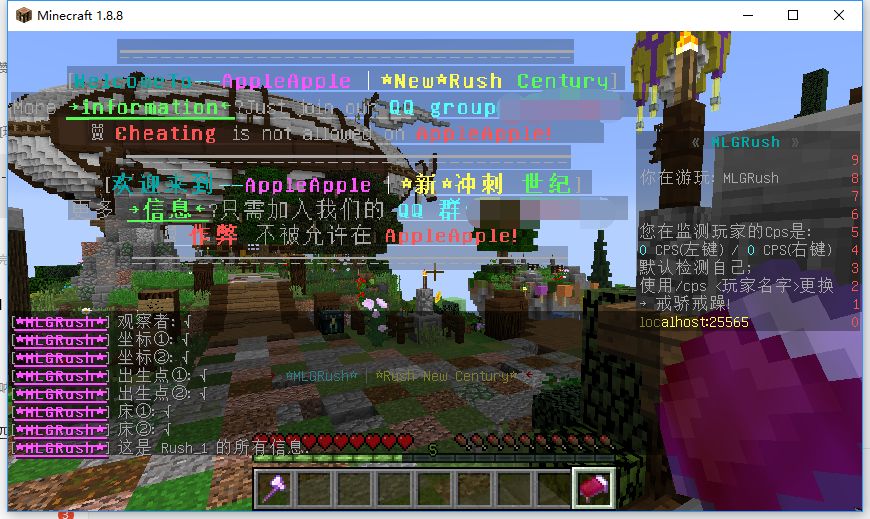 Minecraft 1.8.8
[WelcomeTo--AppleApple | *New*Rush Century]
More →information←?Just join our QQ group
Cheating is not allowed on AppleApple!
[欢迎来到--AppleApple | *新*冲刺 世纪]
更多 →信息←?只需加入我们的 QQ 群:
作弊 不被允许在 AppleApple!
« MLGRush »
9
你在游玩: MLGRush 8
7
6
您在监测玩家的Cps是: 5
0 CPS(左键) / 0 CPS(右键) 4
默认检测自己; 3
使用/cps <玩家名字>更换 2
→ 戒骄戒躁! 1
localhost:25565 0
[*MLGRush*] 观察者: √
[*MLGRush*] 坐标①: √
[*MLGRush*] 坐标②: √
[*MLGRush*] 出生点①: √
[*MLGRush*] 出生点②: √
[*MLGRush*] 床①: √
[*MLGRush*] 床②: √
[*MLGRush*] 这是 Rush_1 的所有信息.
→ *MLGRush* | *Rush New Century* ←
5
3